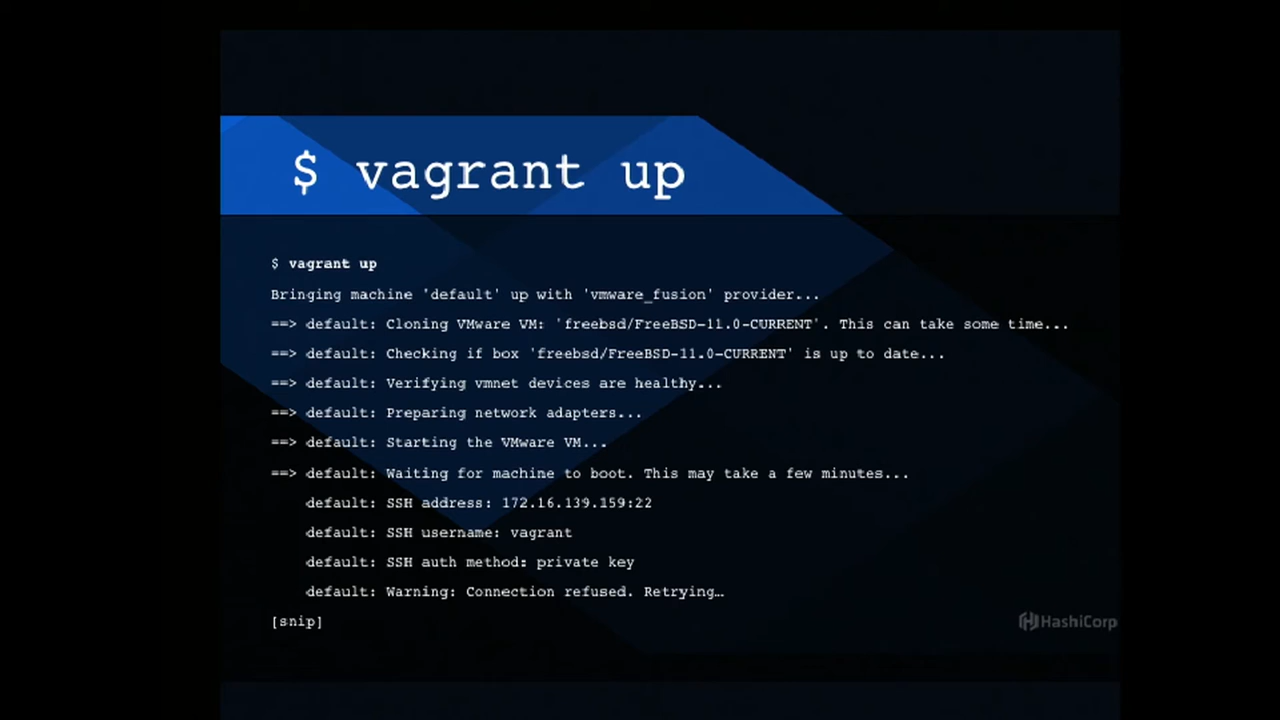 $ vagrant up
$ vagrant up
Bringing machine 'default' up with 'vmware_fusion' provider...
==> default: Cloning VMware VM: 'freebsd/FreeBSD-11.0-CURRENT'. This can take some time...
==> default: Checking if box 'freebsd/FreeBSD-11.0-CURRENT' is up to date...
==> default: Verifying vmnet devices are healthy...
==> default: Preparing network adapters...
==> default: Starting the VMware VM...
==> default: Waiting for machine to boot. This may take a few minutes...
default: SSH address: 172.16.139.159:22
default: SSH username: vagrant
default: SSH auth method: private key
default: Warning: Connection refused. Retrying…
[snip]
HashiCorp